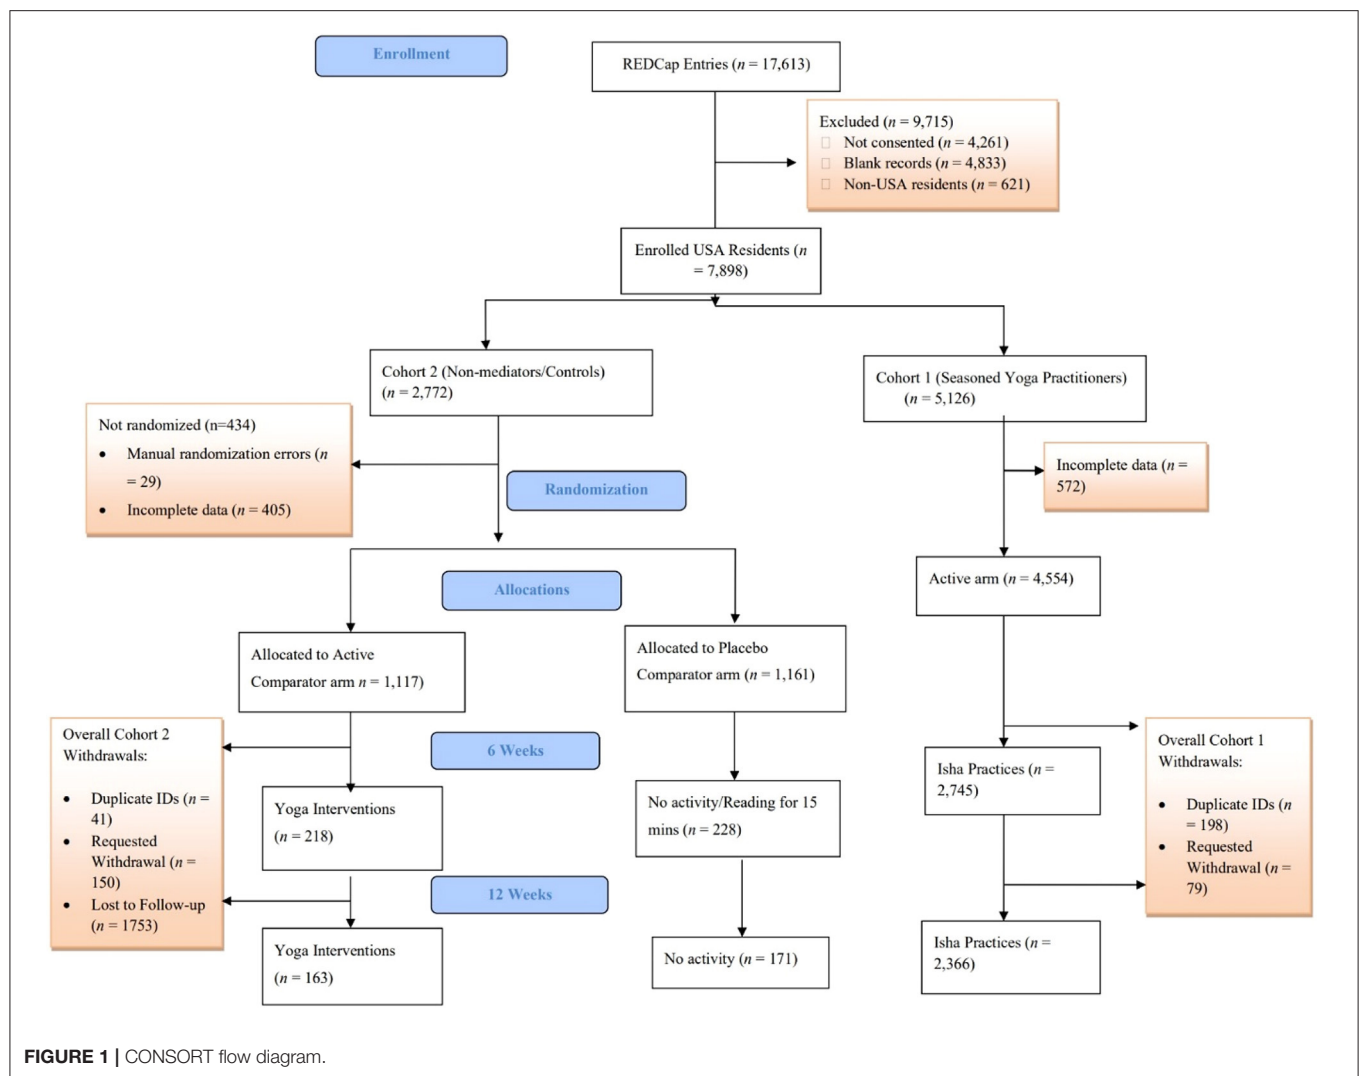 Enrollment
REDCap Entries (n = 17,613)
Excluded (n = 9,715)
Not consented (n = 4,261)
Blank records (n = 4,833)
Non-USA residents (n = 621)
Enrolled USA Residents (n
= 7,898)
Cohort 2 (Non-mediators/Controls)
(n = 2,772)
Cohort 1 (Seasoned Yoga Practitioners)
(n = 5,126)
Not randomized (n=434)
• Manual randomization errors (n
= 29)
• Incomplete data (n = 405)
Randomization
Incomplete data (n =
572)
Allocations
Active arm (n = 4,554)
Allocated to Active
Comparator arm n = 1,117)
Allocated to Placebo
Comparator arm (n = 1,161)
Overall Cohort 2
Withdrawals:
• Duplicate IDs (n =
41)
• Requested
Withdrawal (n =
150)
• Lost to Follow-up
(n = 1753)
6 Weeks
Yoga Interventions
(n = 218)
No activity/Reading for 15
mins (n = 228)
Isha Practices (n =
2,745)
Overall Cohort 1
Withdrawals:
• Duplicate IDs (n
= 198)
• Requested
Withdrawal (n =
79)
12 Weeks
Yoga Interventions
(n = 163)
No activity (n = 171)
Isha Practices (n =
2,366)
FIGURE 1 | CONSORT flow diagram.